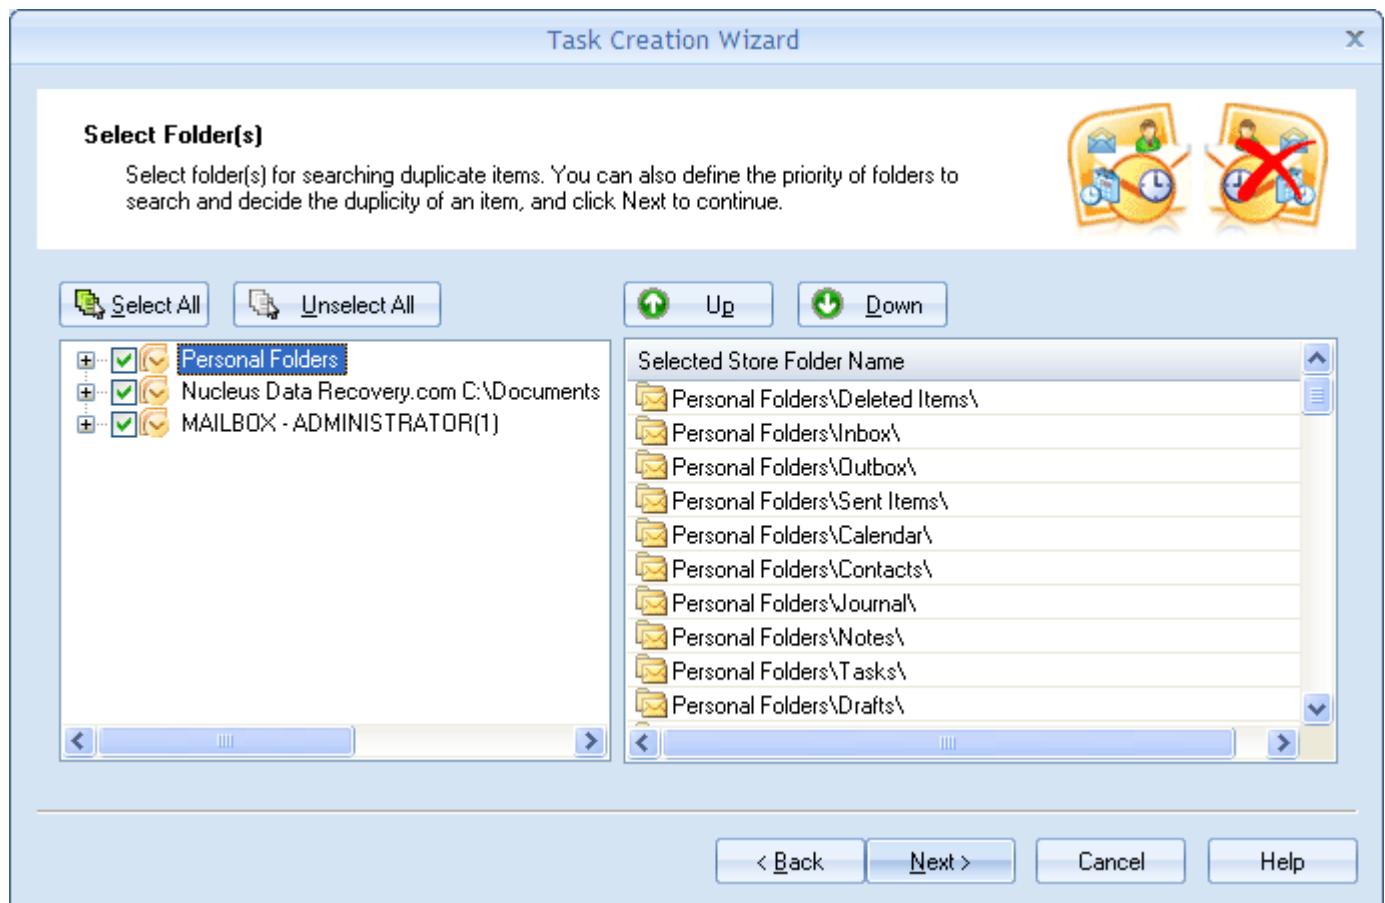 Task Creation Wizard
Select Folder(s)
Select folder(s) for searching duplicate items. You can also define the priority of folders to
search and decide the duplicity of an item, and click Next to continue.
Select All
Unselect All
Up
Down
Personal Folders
Nucleus Data Recovery.com C:\Documents
MAILBOX - ADMINISTRATOR(1)
Selected Store Folder Name
Personal Folders\Deleted Items\
Personal Folders\Inbox\
Personal Folders\Outbox\
Personal Folders\Sent Items\
Personal Folders\Calendar\
Personal Folders\Contacts\
Personal Folders\Journal\
Personal Folders\Notes\
Personal Folders\Tasks\
Personal Folders\Drafts\
< Back
Next >
Cancel
Help